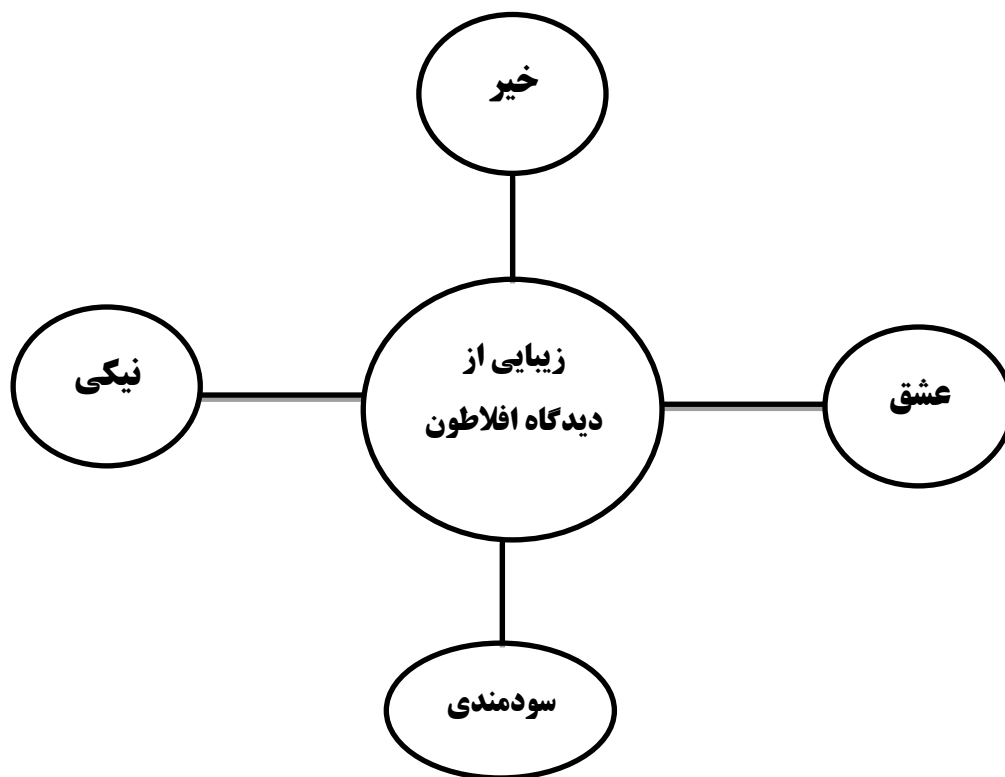 خیر
زیبایی از
دیدگاه افلاطون
عشق
نیکی
سودمندی